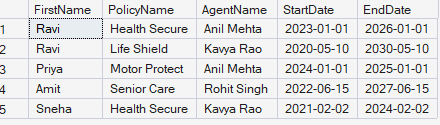 FirstName PolicyName AgentName StartDate EndDate
1 Ravi Health Secure Anil Mehta 2023-01-01 2026-01-01
2 Ravi Life Shield Kavya Rao 2020-05-10 2030-05-10
3 Priya Motor Protect Anil Mehta 2024-01-01 2025-01-01
4 Amit Senior Care Rohit Singh 2022-06-15 2027-06-15
5 Sneha Health Secure Kavya Rao 2021-02-02 2024-02-02